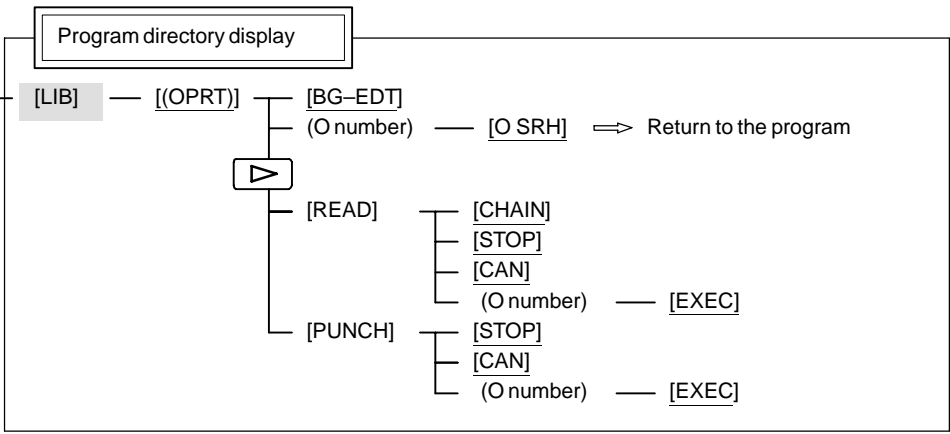 Program directory display
[LIB] [(OPRT)] [BG–EDT]
(O number) [O SRH] Return to the program
[READ] [CHAIN]
[STOP]
[CAN]
(O number) [EXEC]
[PUNCH] [STOP]
[CAN]
(O number) [EXEC]